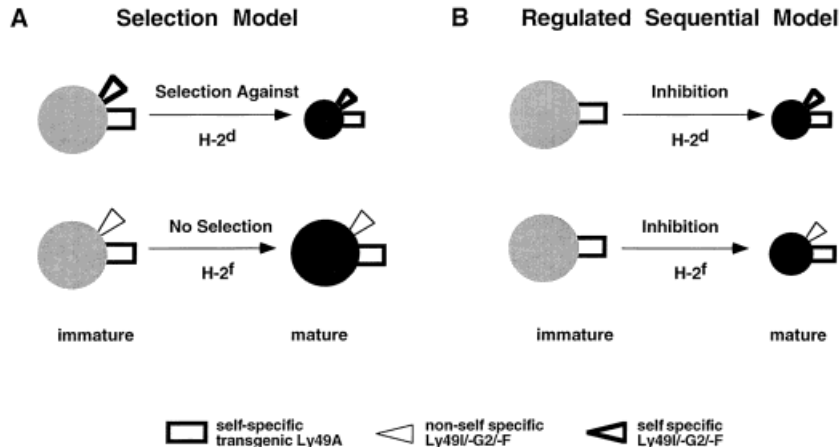 A Selection Model
Selection Against
H-2d
No Selection
H-2f
immature mature
B Regulated Sequential Model
Inhibition
H-2d
Inhibition
H-2f
immature mature
self-specific
transgenic Ly49A
non-self specific
Ly49I/-G2/-F
self specific
Ly49I/-G2/-F